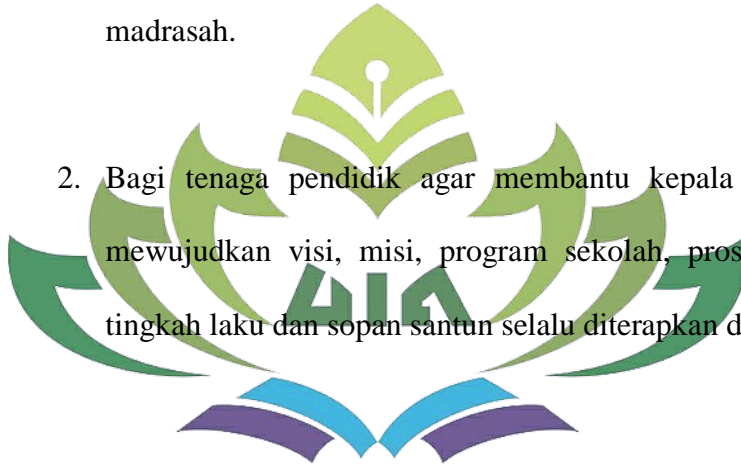 madrasah.
2. Bagi tenaga pendidik agar membantu kepala
mewujudkan visi, misi, program sekolah,
tingkah laku dan sopan santun selalu diterapkan